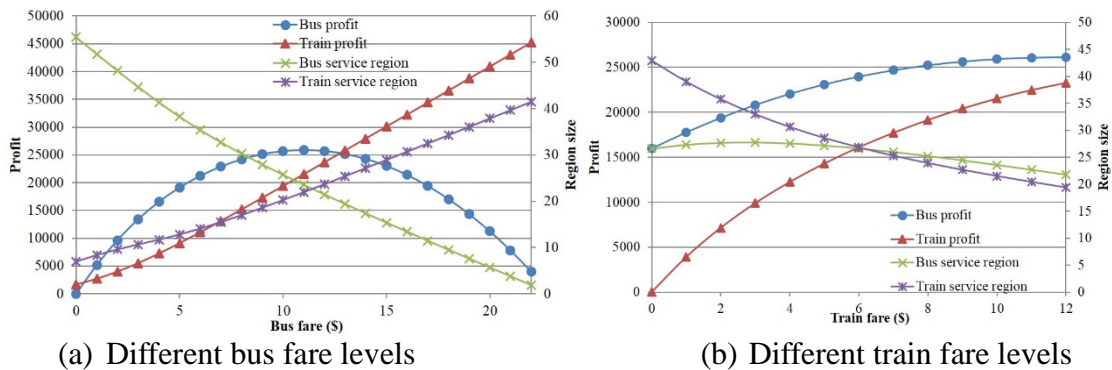 50000
45000
40000
35000
30000
25000
20000
15000
10000
5000
0
Profit
Bus profit
Train profit
Bus service region
Train service region
60
50
40
30
20
10
0
Region size
0 5 10 15 20
Bus fare ($)
(a) Different bus fare levels
30000
25000
20000
15000
10000
5000
0
Profit
Bus profit
Train profit
Bus service region
Train service region
50
45
40
35
30
25
20
15
10
5
0
Region size
0 2 4 6 8 10 12
Train fare ($)
(b) Different train fare levels